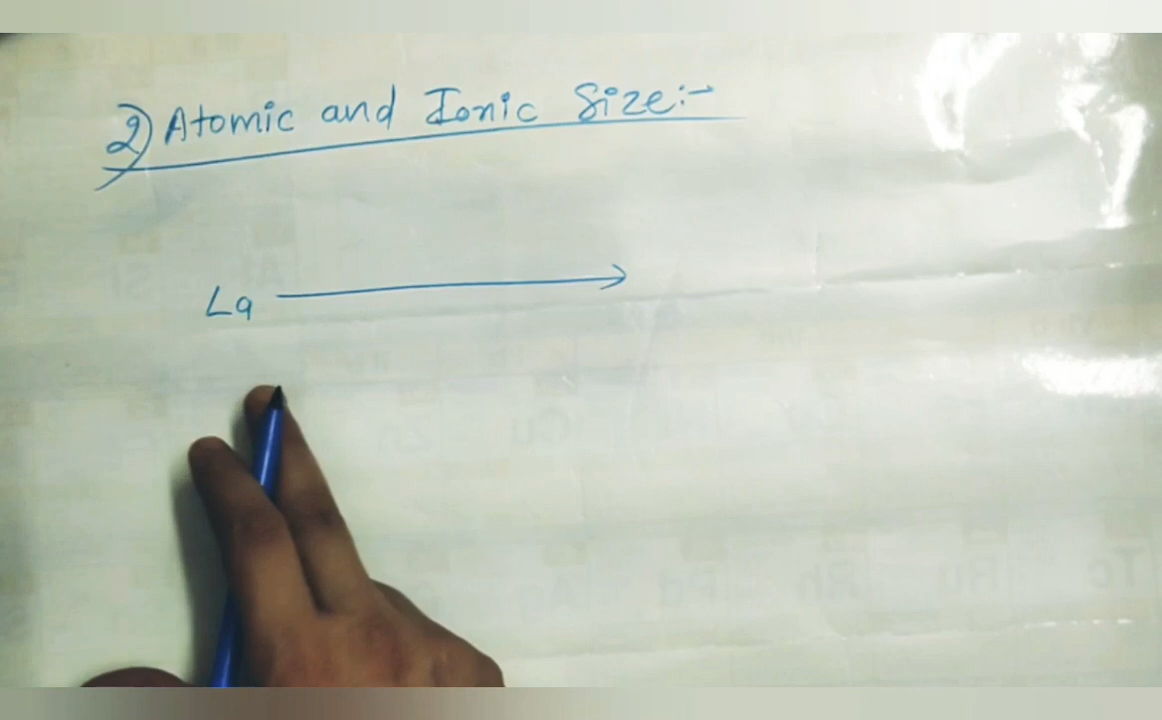 2) Atomic and Ionic Size:-
La →